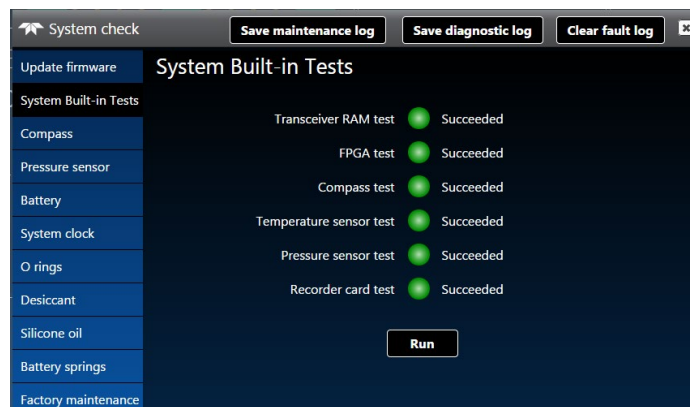 System check
Save maintenance log
Save diagnostic log
Clear fault log
Update firmware
System Built-in Tests
Compass
Pressure sensor
Battery
System clock
O rings
Desiccant
Silicone oil
Battery springs
Factory maintenance
System Built-in Tests
Transceiver RAM test Succeeded
FPGA test Succeeded
Compass test Succeeded
Temperature sensor test Succeeded
Pressure sensor test Succeeded
Recorder card test Succeeded
Run